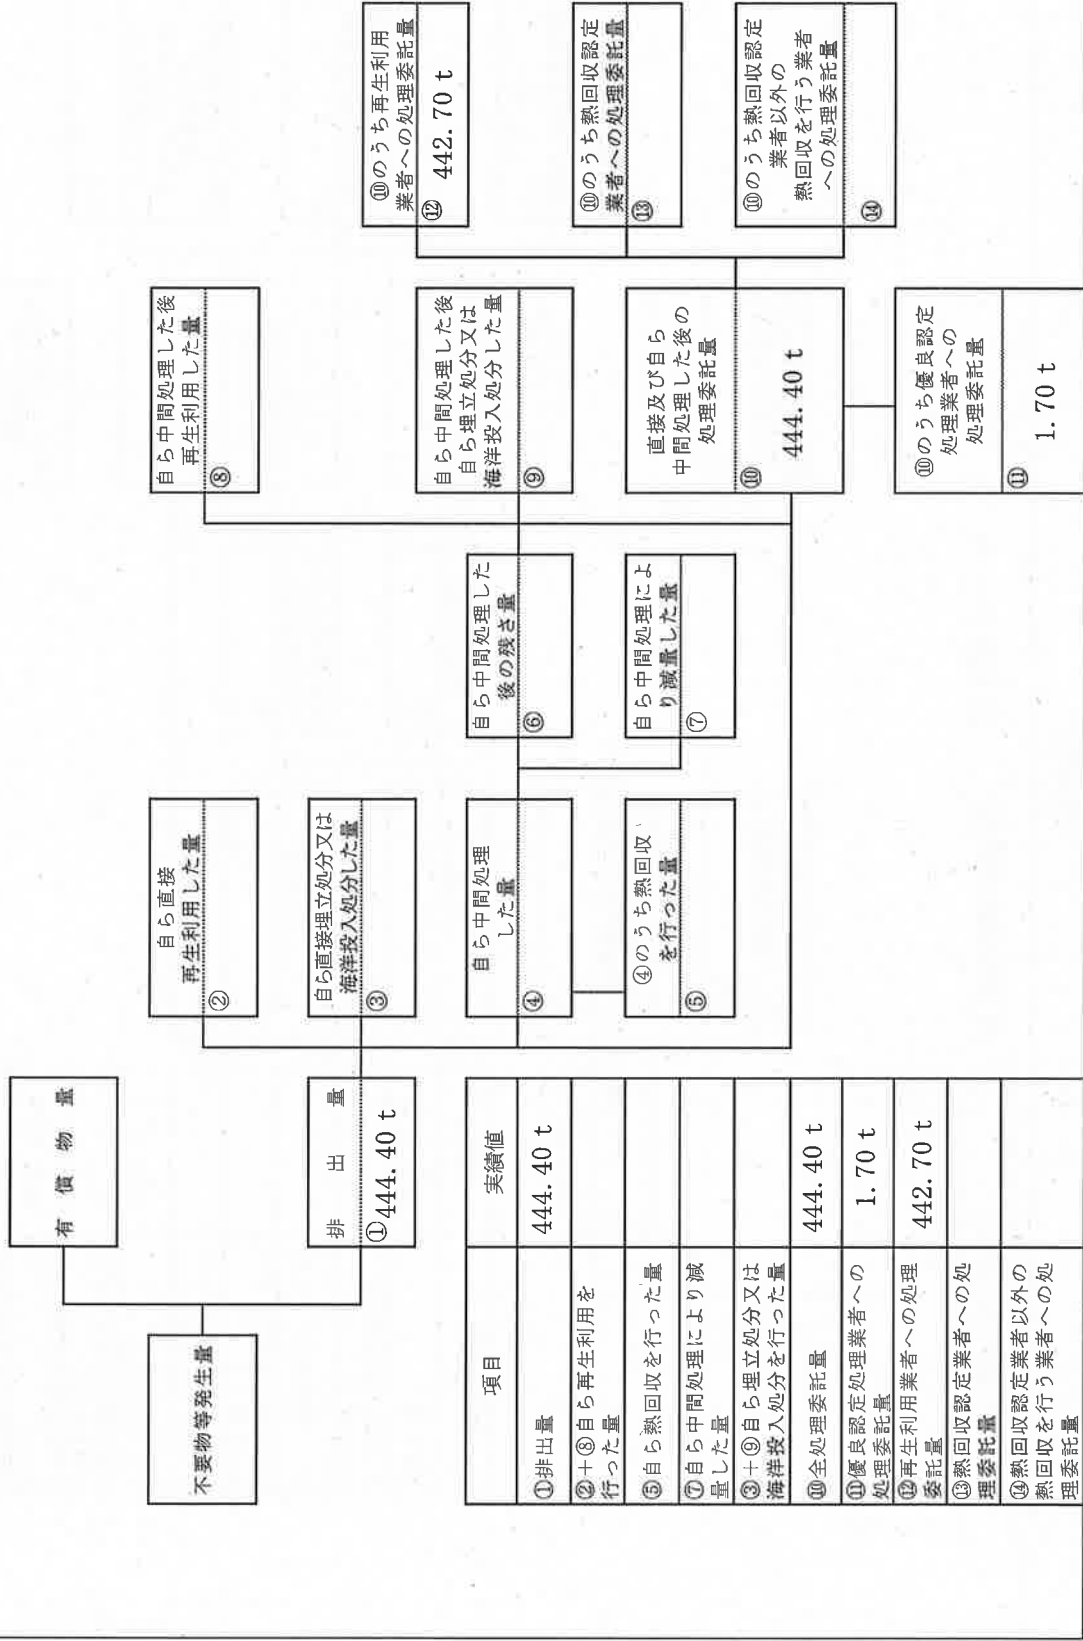 有償物量
不要物等発生量
排出量
①444.40 t
自ら直接
再生利用した量
②
自ら直接埋立処分又は
海洋投入処分した量
③
自ら中間処理
した量
④
④のうち熱回収
を行った量
⑤
自ら中間処理した
後の残さ量
⑥
自ら中間処理によ
り減量した量
⑦
自ら中間処理した後
再生利用した量
⑧
自ら中間処理した後
自ら埋立処分又は
海洋投入処分した量
⑨
直接及び自ら
中間処理した後の
処理委託量
⑩
444.40 t
⑩のうち優良認定
処理業者への
処理委託量
⑪
1.70 t
⑩のうち再生利用
業者への処理委託量
⑫ 442.70 t
⑩のうち熱回収認定
業者への処理委託量
⑬
⑩のうち熱回収認定
業者以外の
熱回収を行う業者
への処理委託量
⑭
項目 実績値
①排出量 444.40 t
②+⑧自ら再生利用を
行った量
⑤自ら熱回収を行った量
⑦自ら中間処理により減
量した量
③+⑨自ら埋立処分又は
海洋投入処分を行った量
⑩全処理委託量 444.40 t
⑪優良認定処理業者への
処理委託量 1.70 t
⑫再生利用業者への処理
委託量 442.70 t
⑬熱回収認定業者への処
理委託量
⑭熱回収認定業者以外の
熱回収を行う業者への処
理委託量